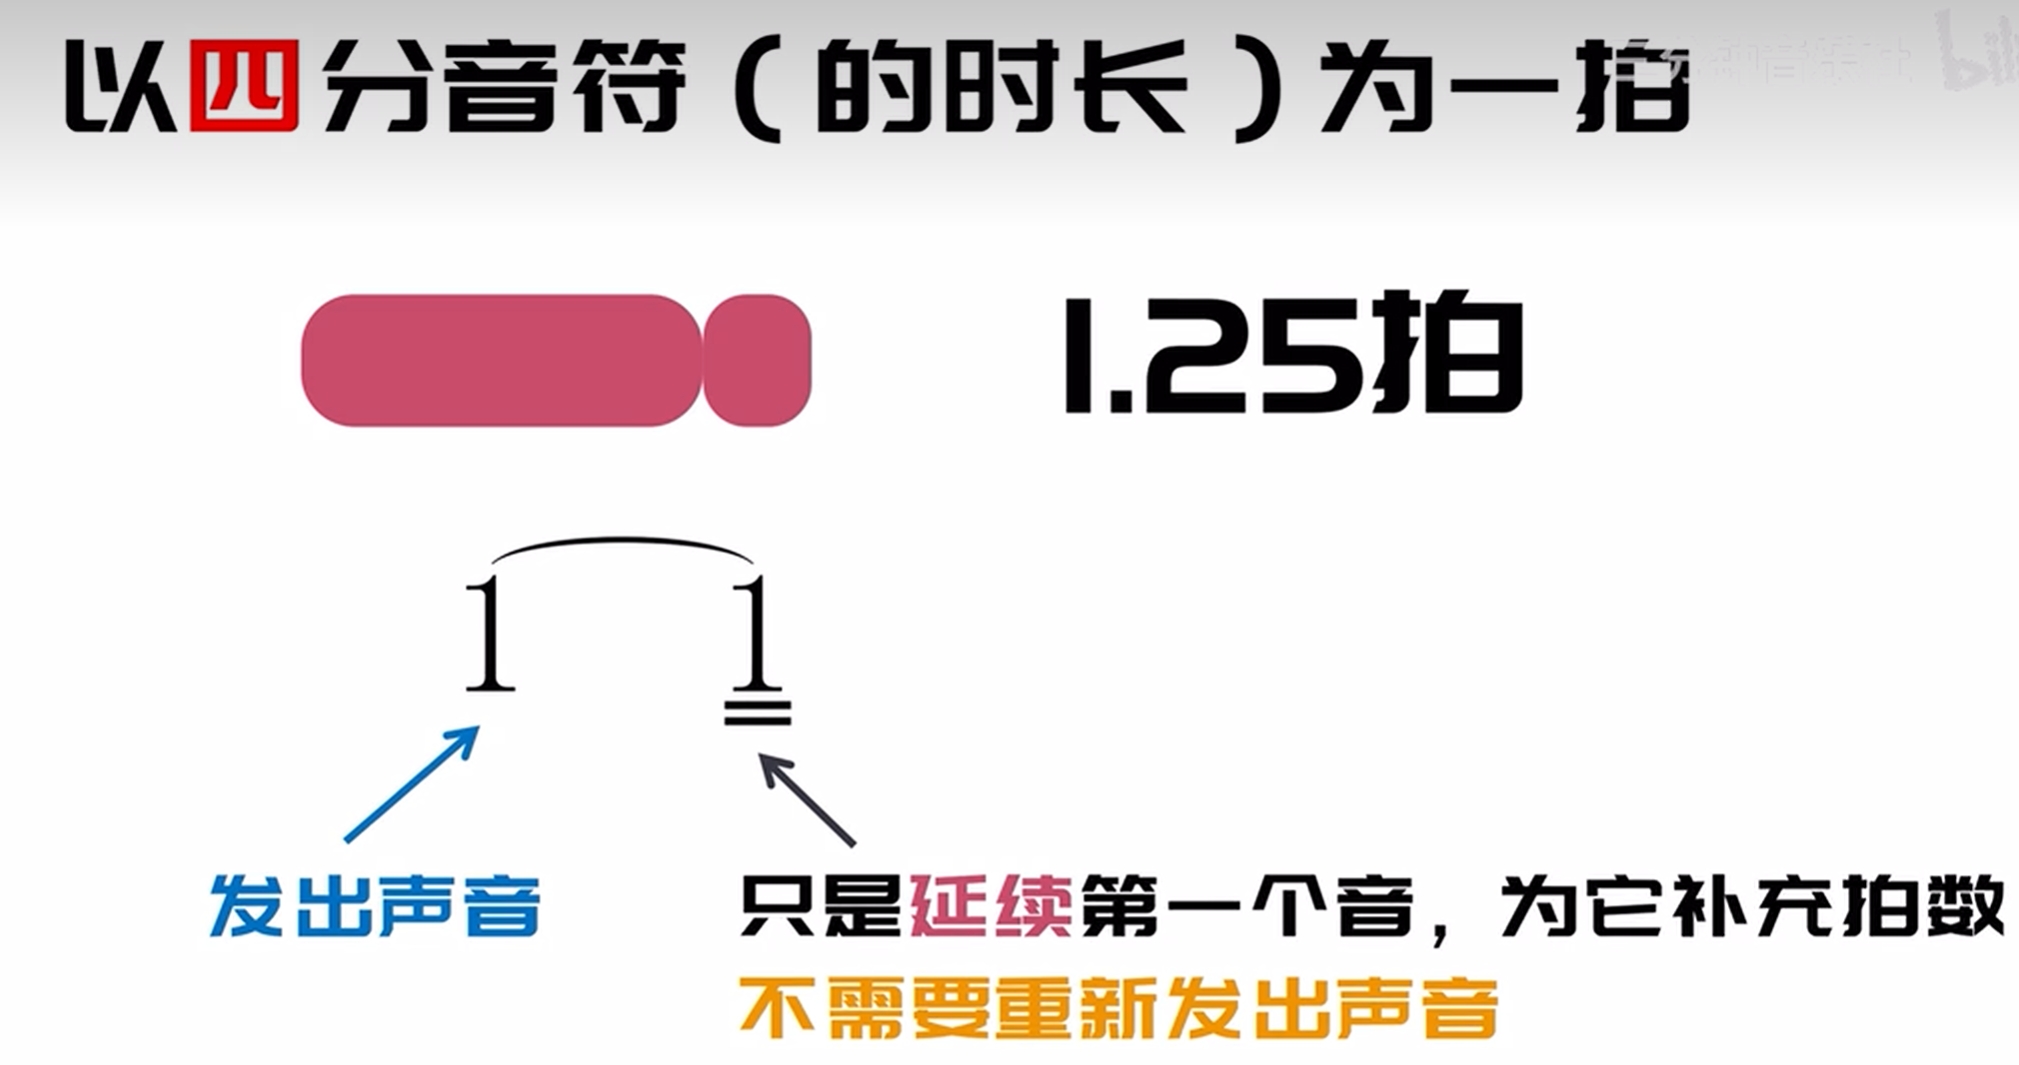 以四分音符（的时长）为一拍
1.25拍
1 1
发出声音
只是延续第一个音，为它补充拍数
不需要重新发出声音